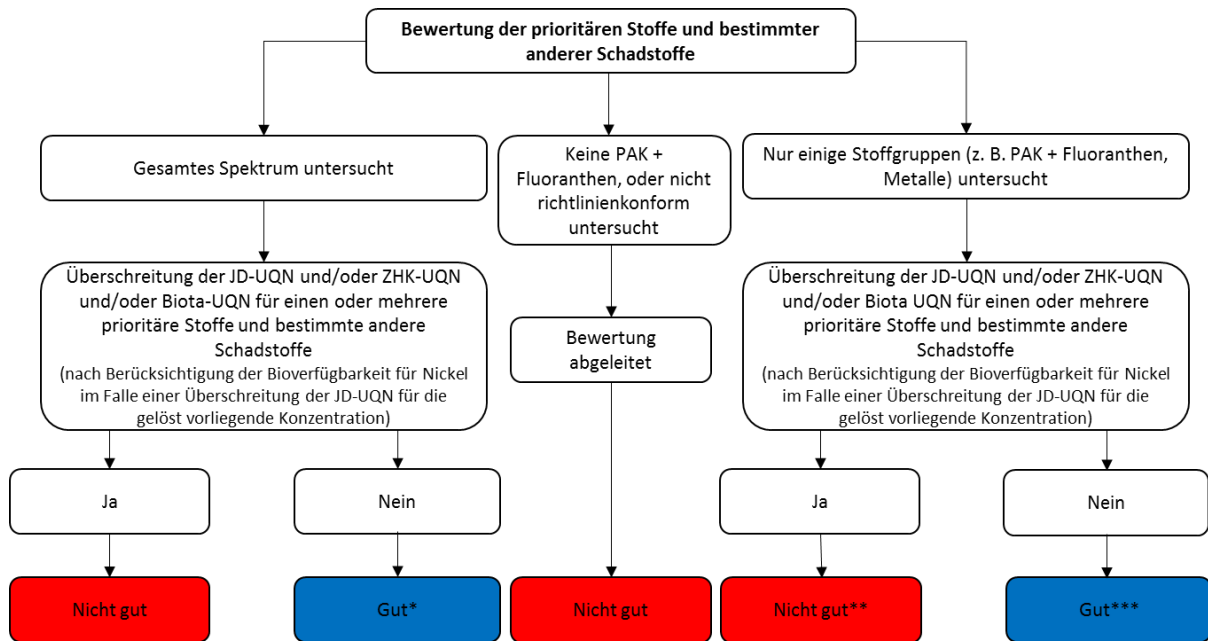 Bewertung der prioritären Stoffe und bestimmter
anderer Schadstoffe
Gesamtes Spektrum untersucht
Keine PAK +
Fluoranthen, oder nicht
richtlinienkonform
untersucht
Nur einige Stoffgruppen (z. B. PAK + Fluoranthen,
Metalle) untersucht
Überschreitung der JD-UQN und/oder ZHK-UQN
und/oder Biota-UQN für einen oder mehrere
prioritäre Stoffe und bestimmte andere
Schadstoffe
(nach Berücksichtigung der Bioverfügbarkeit für Nickel
im Falle einer Überschreitung der JD-UQN für die
gelöst vorliegende Konzentration)
Bewertung
abgeleitet
Überschreitung der JD-UQN und/oder ZHK-UQN
und/oder Biota UQN für einen oder mehrere
prioritäre Stoffe und bestimmte andere
Schadstoffe
(nach Berücksichtigung der Bioverfügbarkeit für Nickel
im Falle einer Überschreitung der JD-UQN für die
gelöst vorliegende Konzentration)
Ja
Nein
Ja
Nein
Nicht gut
Gut*
Nicht gut
Nicht gut**
Gut***